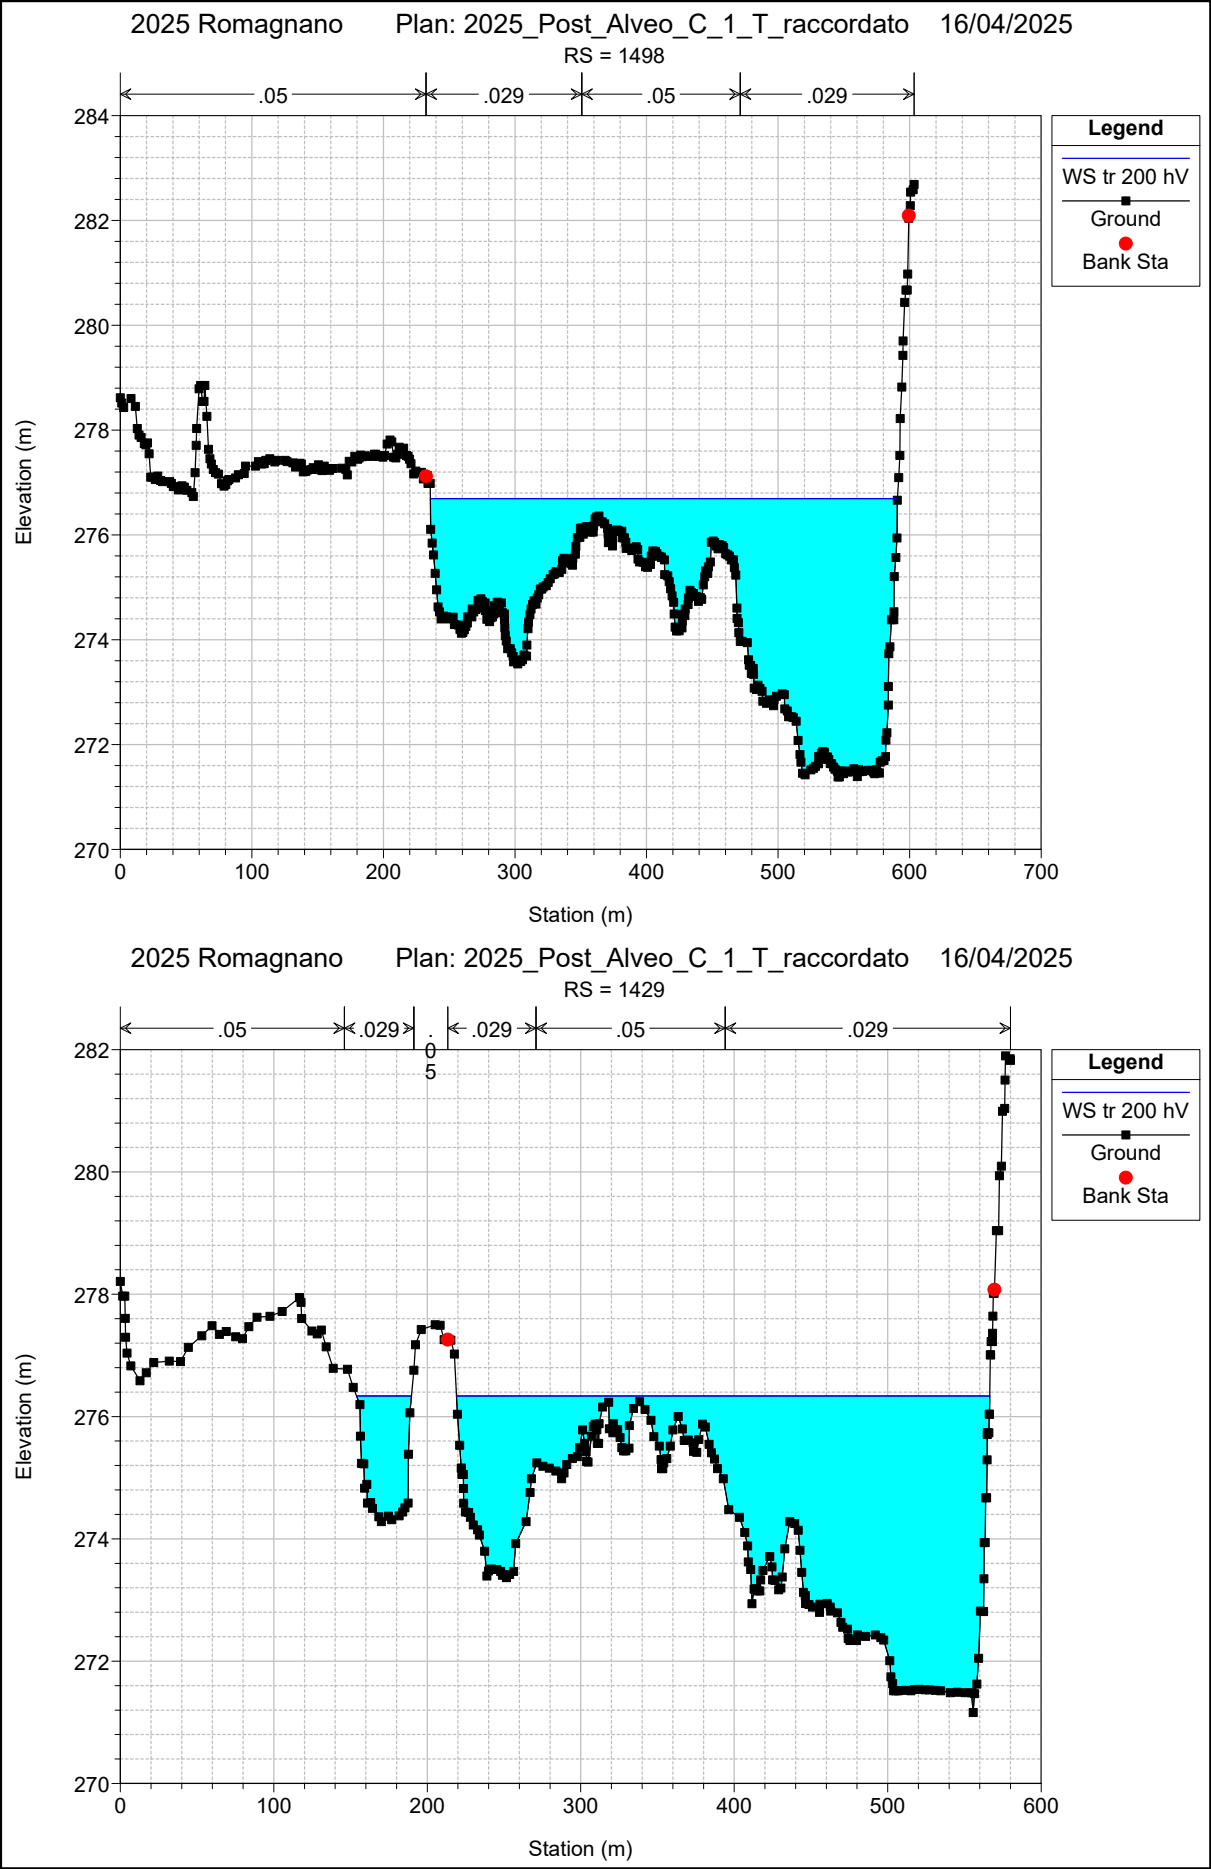 2025 Romagnano Plan: 2025_Post_Alveo_C_1_T_raccordato 16/04/2025
RS = 1498
.05 .029 .05 .029
284
282
280
278
276
274
272
270
Elevation (m)
0 100 200 300 400 500 600 700
Station (m)
Legend
WS tr 200 hV
Ground
Bank Sta
2025 Romagnano Plan: 2025_Post_Alveo_C_1_T_raccordato 16/04/2025
RS = 1429
.05 .029 .05 .029 .05 .029
282
280
278
276
274
272
270
Elevation (m)
0 100 200 300 400 500 600
Station (m)
Legend
WS tr 200 hV
Ground
Bank Sta